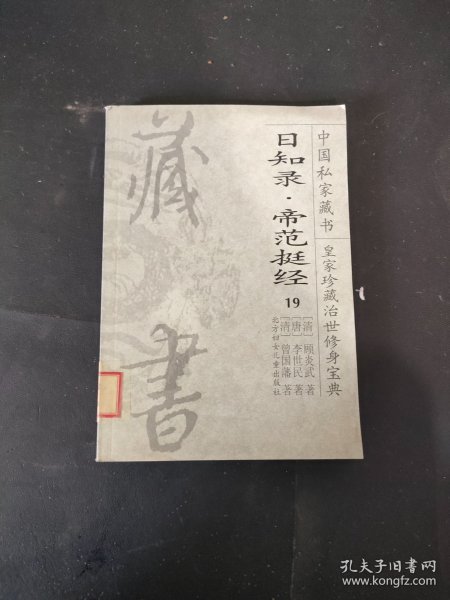 中国私家藏书
皇家珍藏治世修身宝典
日知录·帝范挺经
19
[清] 顾炎武 著
[唐] 李世民 著
[清] 曾国藩 著
北方妇女儿童出版社
藏書
孔夫子旧书网
www.kongfz.com